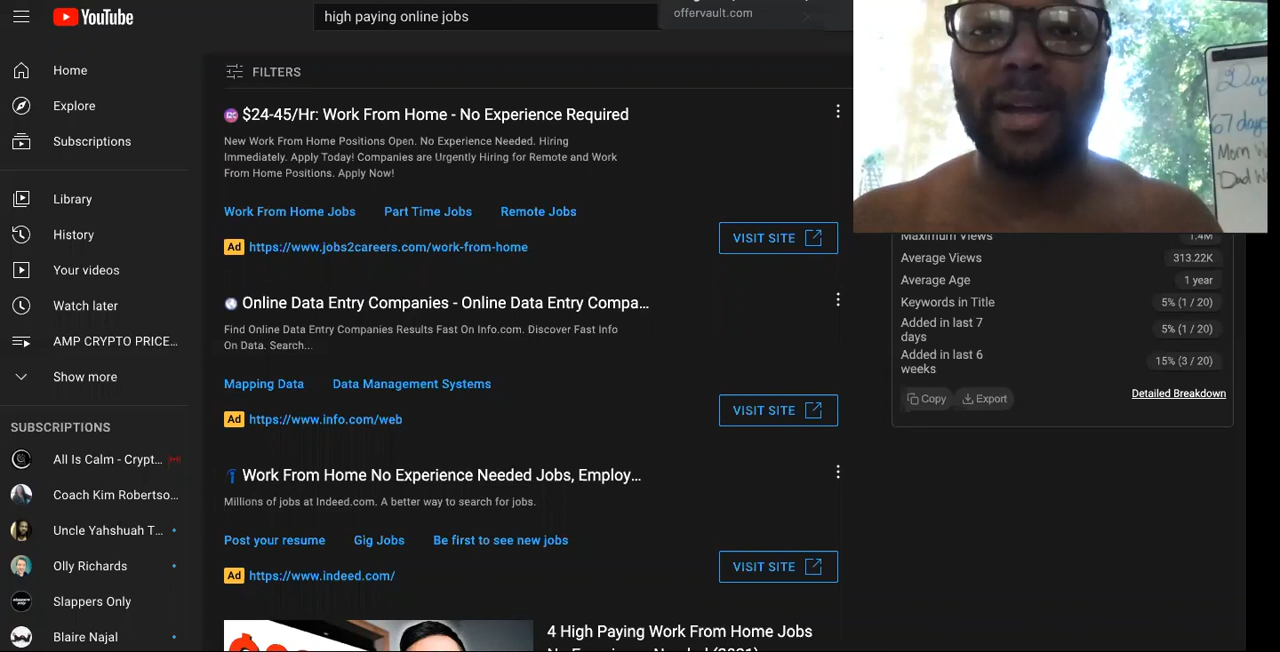 YouTube
high paying online jobs
offervault.com
Home
Explore
Subscriptions
Library
History
Your videos
Watch later
AMP CRYPTO PRICE...
Show more
SUBSCRIPTIONS
All Is Calm - Crypt...
Coach Kim Robertso...
Uncle Yahshuah T...
Olly Richards
Slappers Only
Blaire Najal
FILTERS
$24-45/Hr: Work From Home - No Experience Required
New Work From Home Positions Open. No Experience Needed. Hiring
Immediately. Apply Today! Companies are Urgently Hiring for Remote and Work
From Home Positions. Apply Now!
Work From Home Jobs Part Time Jobs Remote Jobs
Ad https://www.jobs2careers.com/work-from-home
VISIT SITE
Online Data Entry Companies - Online Data Entry Compa...
Find Online Data Entry Companies Results Fast On Info.com. Discover Fast Info
On Data. Search...
Mapping Data Data Management Systems
Ad https://www.info.com/web
VISIT SITE
Work From Home No Experience Needed Jobs, Employ...
Millions of jobs at Indeed.com. A better way to search for jobs.
Post your resume Gig Jobs Be first to see new jobs
Ad https://www.indeed.com/
VISIT SITE
4 High Paying Work From Home Jobs
No Experience Needed (2021)
67 days
Mom
Dad
Maximum Views 1.4M
Average Views 313.22K
Average Age 1 year
Keywords in Title 5% (1 / 20)
Added in last 7
days 5% (1 / 20)
Added in last 6
weeks 15% (3 / 20)
Copy Export
Detailed Breakdown